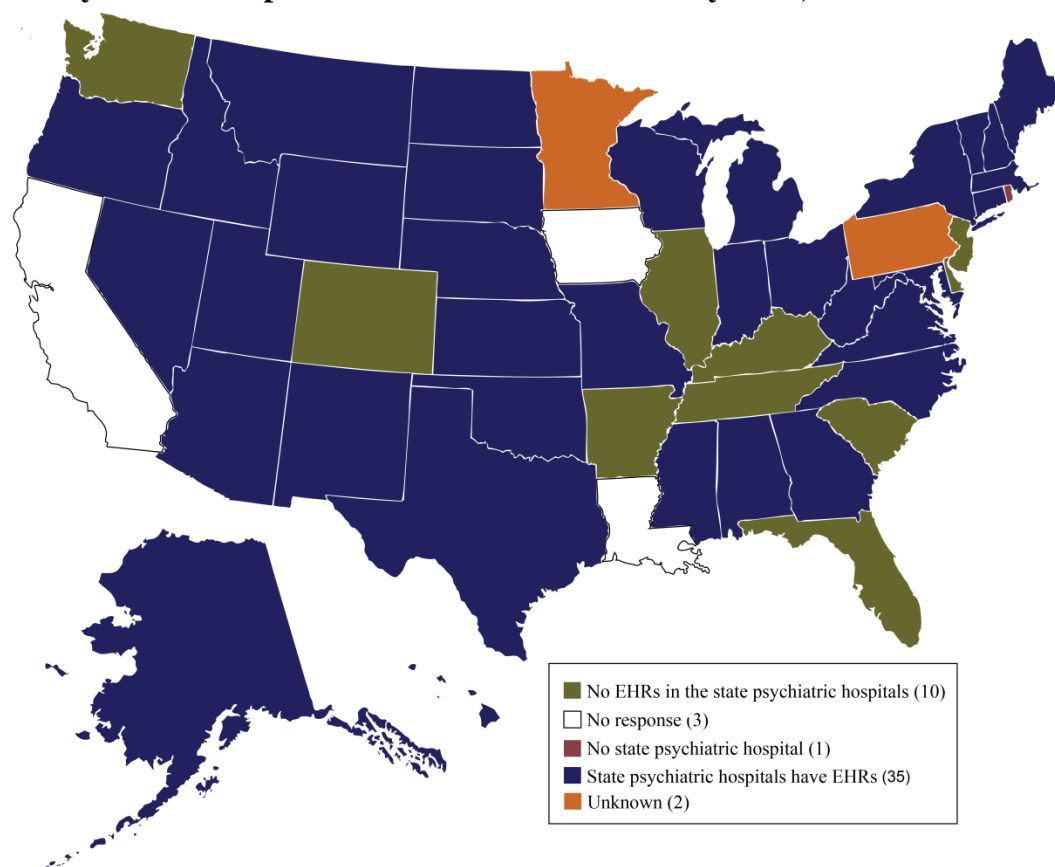 No EHRs in the state psychiatric hospitals (10)
No response (3)
No state psychiatric hospital (1)
State psychiatric hospitals have EHRs (35)
Unknown (2)